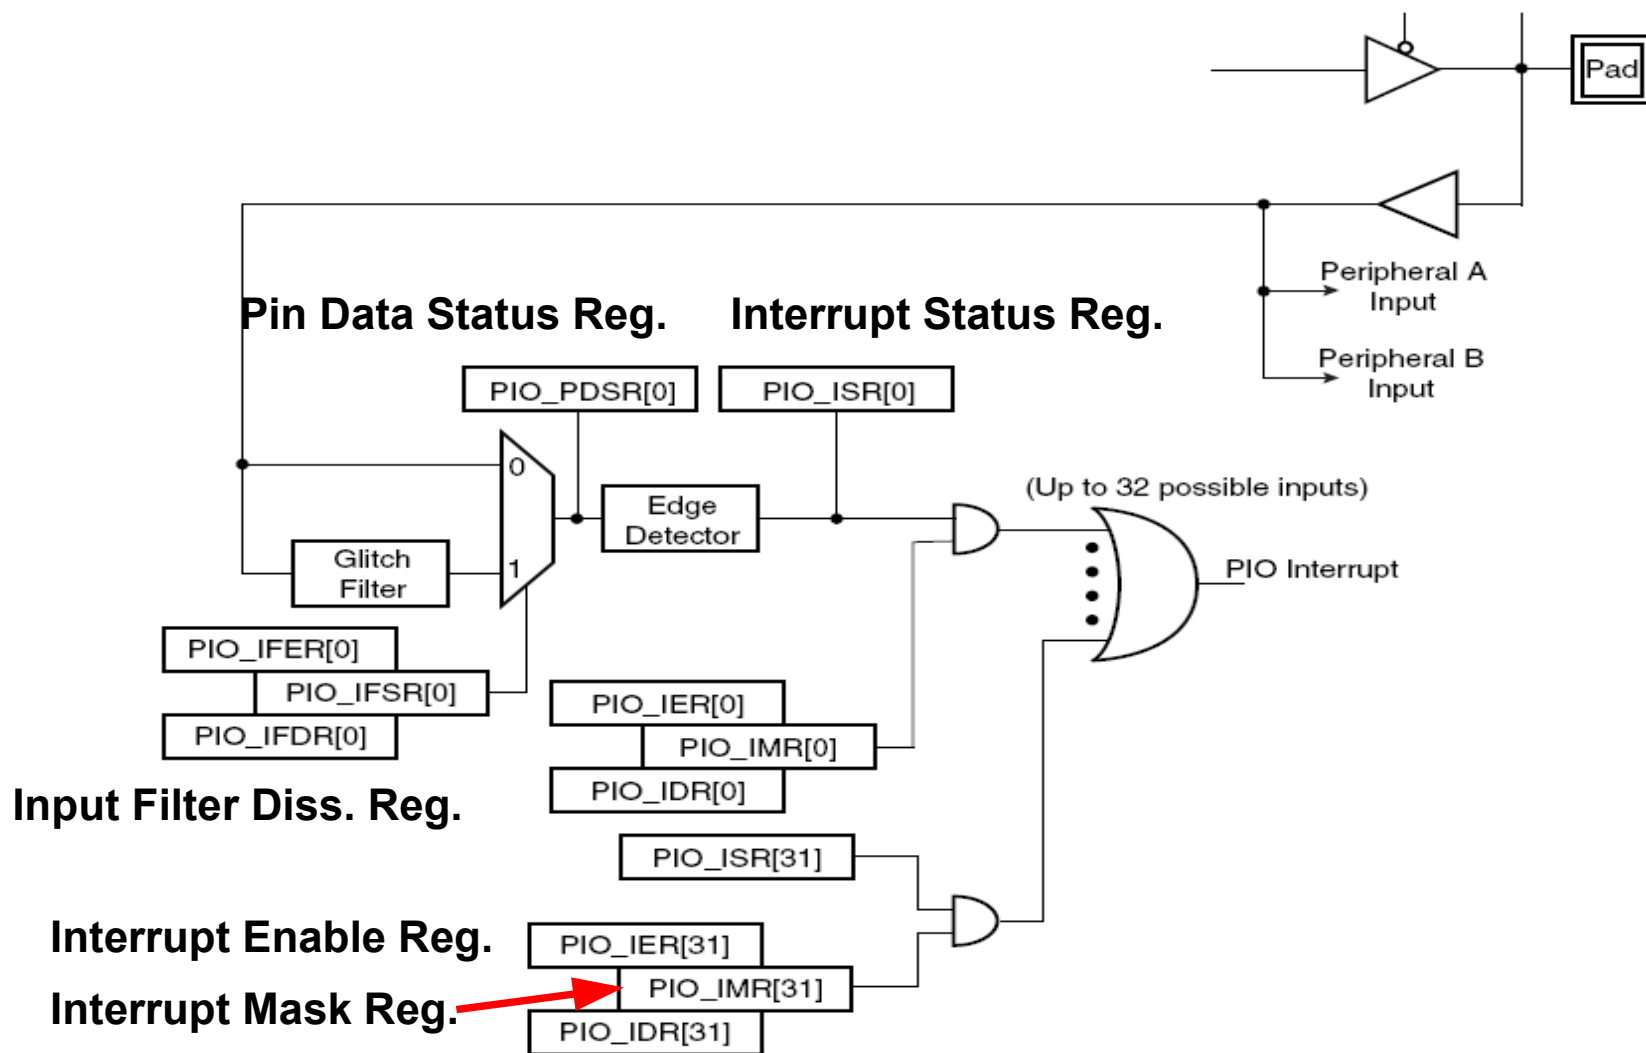 Pad
Peripheral A
Input
Pin Data Status Reg.
Interrupt Status Reg.
Peripheral B
Input
PIO_PDSR[0]
PIO_ISR[0]
0
(Up to 32 possible inputs)
Edge
Detector
Glitch
Filter
1
PIO Interrupt
PIO_IFER[0]
PIO_IFSR[0]
PIO_IFDR[0]
PIO_IER[0]
PIO_IMR[0]
PIO_IDR[0]
Input Filter Diss. Reg.
PIO_ISR[31]
Interrupt Enable Reg.
PIO_IER[31]
Interrupt Mask Reg.
PIO_IMR[31]
PIO_IDR[31]